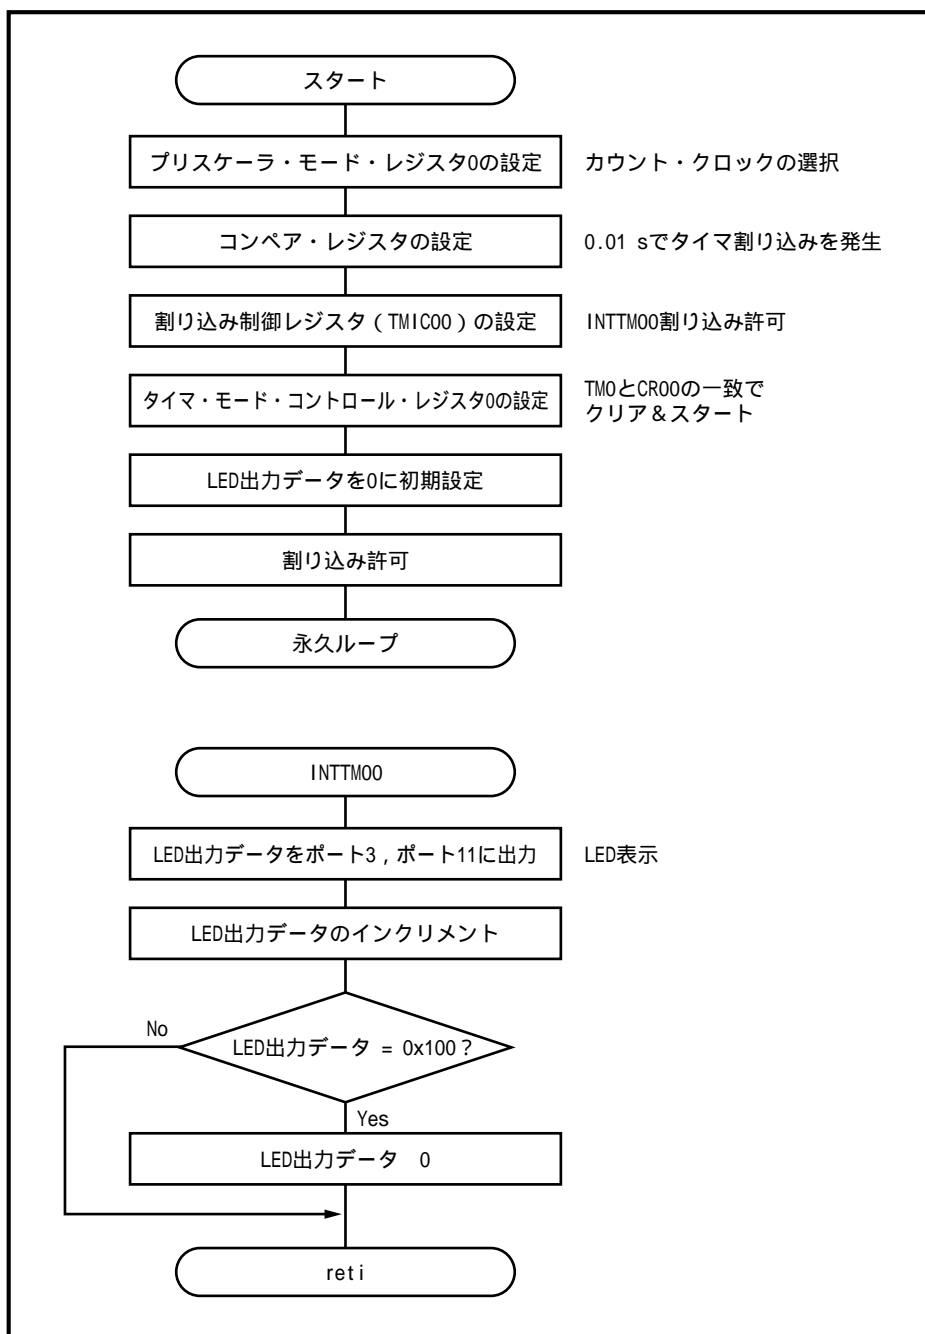 スタート
プリスケーラ・モード・レジスタ0の設定
カウント・クロックの選択
コンペア・レジスタの設定
0.01 sでタイマ割り込みを発生
割り込み制御レジスタ(TMIC00)の設定
INTTM00割り込み許可
タイマ・モード・コントロール・レジスタ0の設定
TM0とCR00の一致で
クリア&スタート
LED出力データを0に初期設定
割り込み許可
永久ループ
INTTM00
LED出力データをポート3,ポート11に出力
LED表示
LED出力データのインクリメント
No
LED出力データ = 0x100?
Yes
LED出力データ 0
reti